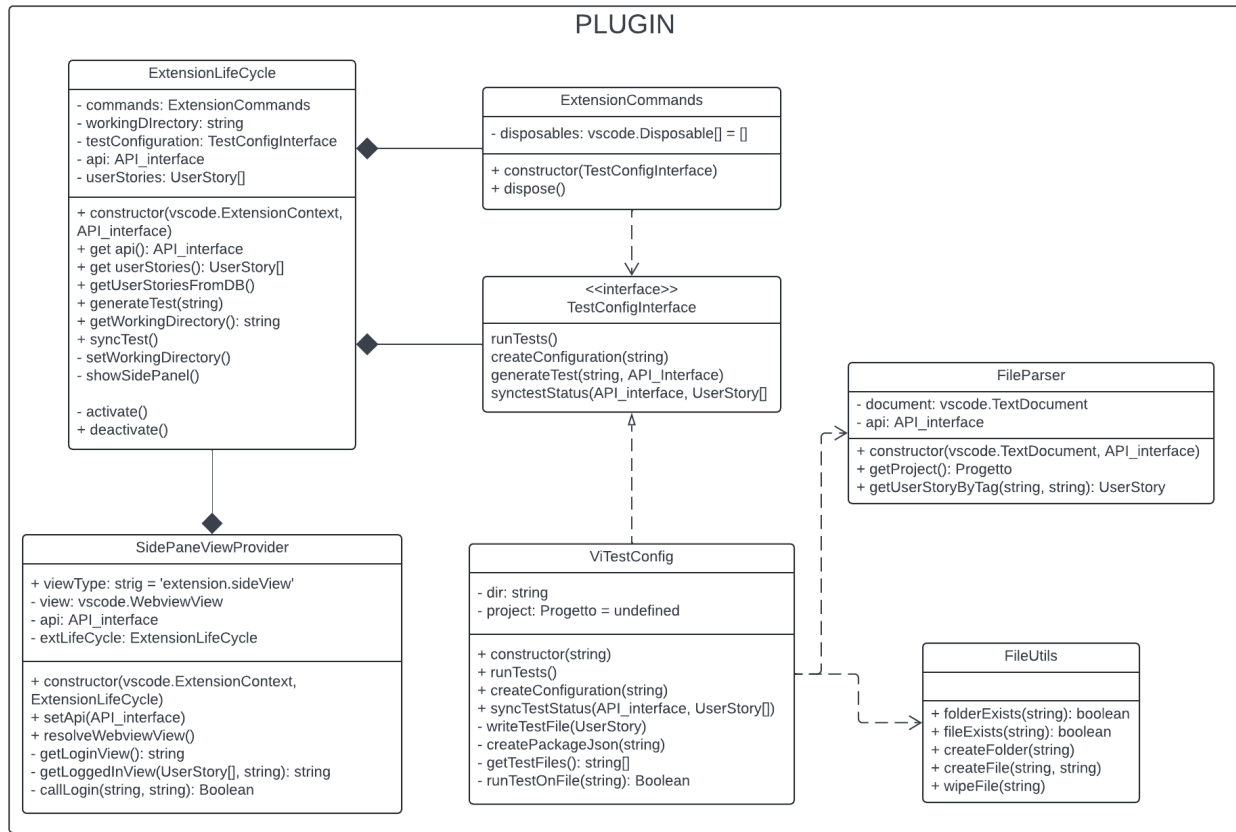 PLUGIN
ExtensionLifeCycle
- commands: ExtensionCommands
- workingDIrectory: string
- testConfiguration: TestConfigInterface
- api: API_interface
- userStories: UserStory[]
+ constructor(vscode.ExtensionContext,
API_interface)
+ get api(): API_interface
+ get userStories(): UserStory[]
+ getUserStoriesFromDB()
+ generateTest(string)
+ getWorkingDirectory(): string
+ syncTest()
- setWorkingDirectory()
- showSidePanel()
- activate()
+ deactivate()
ExtensionCommands
- disposables: vscode.Disposable[] = []
+ constructor(TestConfigInterface)
+ dispose()
<<interface>>
TestConfigInterface
runTests()
createConfiguration(string)
generateTest(string, API_Interface)
synctestStatus(API_interface, UserStory[]
FileParser
- document: vscode.TextDocument
- api: API_interface
+ constructor(vscode.TextDocument, API_interface)
+ getProject(): Progetto
+ getUserStoryByTag(string, string): UserStory
SidePaneViewProvider
+ viewType: strig = 'extension.sideView'
- view: vscode.WebviewView
- api: API_interface
- extLifeCycle: ExtensionLifeCycle
+ constructor(vscode.ExtensionContext,
ExtensionLifeCycle)
+ setApi(API_interface)
+ resolveWebviewView()
- getLoginView(): string
- getLoggedInView(UserStory[], string): string
- callLogin(string, string): Boolean
ViTestConfig
- dir: string
- project: Progetto = undefined
+ constructor(string)
+ runTests()
+ createConfiguration(string)
+ syncTestStatus(API_interface, UserStory[])
- writeTestFile(UserStory)
- createPackageJson(string)
- getTestFiles(): string[]
- runTestOnFile(string): Boolean
FileUtils
+ folderExists(string): boolean
+ fileExists(string): boolean
+ createFolder(string)
+ createFile(string, string)
+ wipeFile(string)